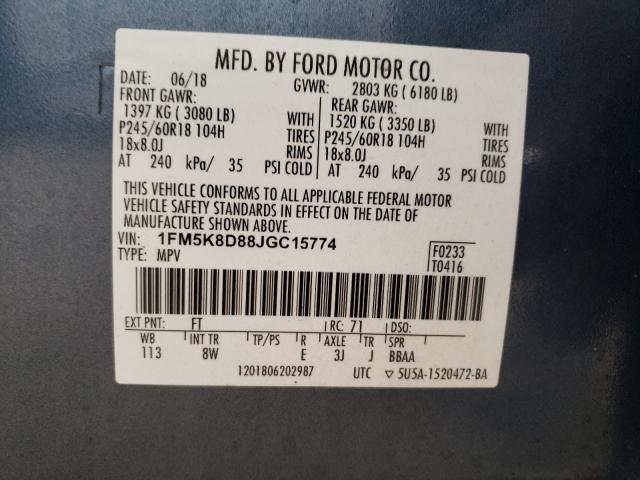 MFD. BY FORD MOTOR CO.
DATE: 06/18 GVWR: 2803 KG ( 6180 LB)
FRONT GAWR: REAR GAWR:
1397 KG ( 3080 LB) WITH 1520 KG ( 3350 LB) WITH
P245/60R18 104H TIRES P245/60R18 104H TIRES
18x8.0J RIMS 18x8.0J RIMS
AT 240 kPa/ 35 PSI COLD AT 240 kPa/ 35 PSI COLD
THIS VEHICLE CONFORMS TO ALL APPLICABLE FEDERAL MOTOR
VEHICLE SAFETY STANDARDS IN EFFECT ON THE DATE OF
MANUFACTURE SHOWN ABOVE.
VIN: 1FM5K8D88JGC15774 F0233
TYPE: MPV T0416
EXT PNT: FT RC: 71 DSO:
WB INT TR TP/PS R AXLE TR SPR
113 8W E 3J J BBAA
1201806202987 UTC ▽ 5U5A-1520472-BA